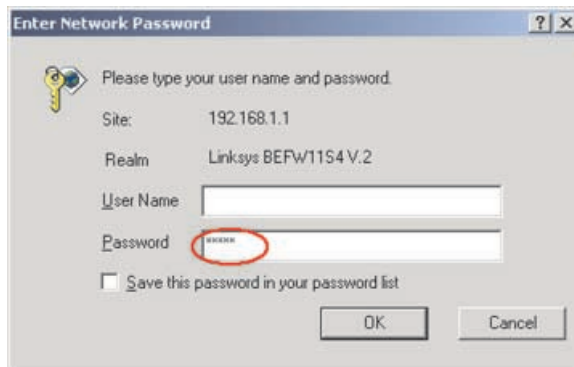 Enter Network Password
Please type your user name and password.
Site: 192.168.1.1
Realm Linksys BEFW11S4 V.2
User Name
Password *****
Save this password in your password list
OK Cancel